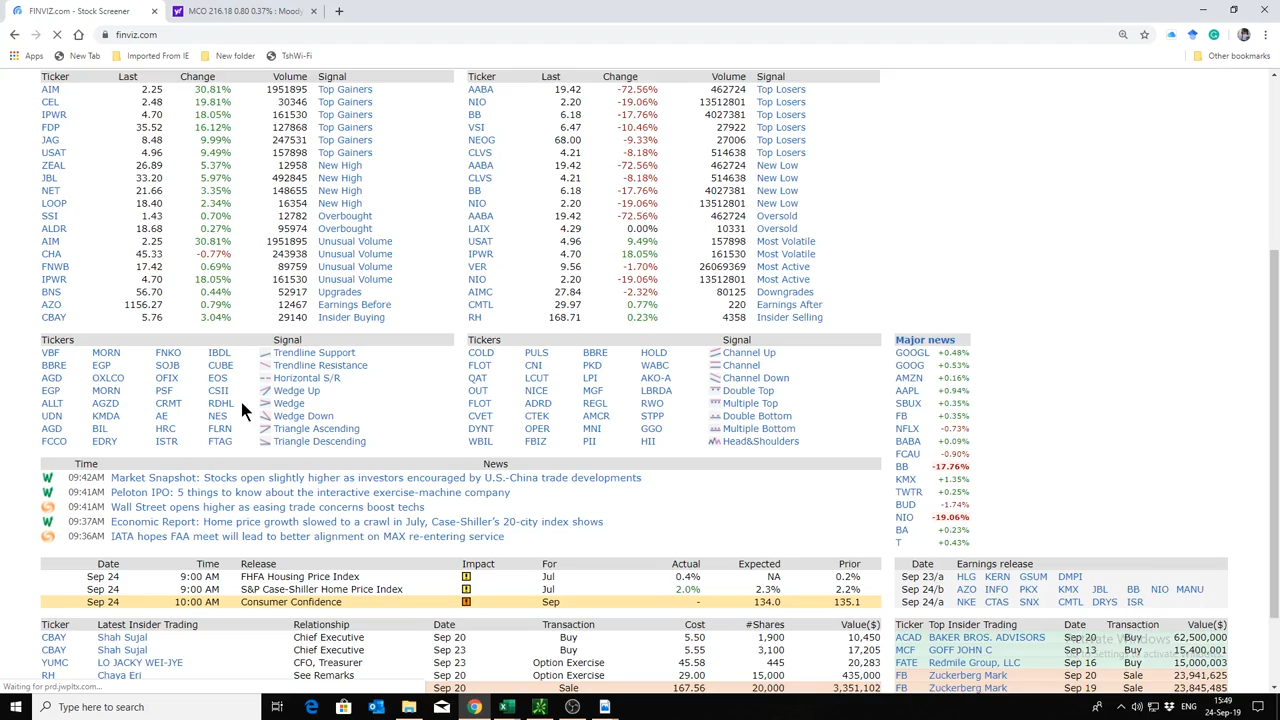 FINVIZ.com - Stock Screener
MCO 216.18 0.80 0.37% : Mood
finviz.com
Apps New Tab Imported From IE New folder TshWi-Fi Other bookmarks
Ticker Last Change Volume Signal Ticker Last Change Volume Signal
AIM 2.25 30.81% 1951895 Top Gainers AABA 19.42 -72.56% 462724 Top Losers
CEL 2.48 19.81% 30346 Top Gainers NIO 2.20 -19.06% 13512801 Top Losers
IPWR 4.70 18.05% 161530 Top Gainers BB 6.18 -17.76% 4027381 Top Losers
FDP 35.52 16.12% 127868 Top Gainers VSI 6.47 -10.46% 27922 Top Losers
JAG 8.48 9.99% 247531 Top Gainers NEOG 68.00 -9.33% 27006 Top Losers
USAT 4.96 9.49% 157898 Top Gainers CLVS 4.21 -8.18% 514638 Top Losers
ZEAL 26.89 5.37% 12958 New High AABA 19.42 -72.56% 462724 New Low
JBL 33.20 5.97% 492845 New High CLVS 4.21 -8.18% 514638 New Low
NET 21.66 3.35% 148655 New High BB 6.18 -17.76% 4027381 New Low
LOOP 18.40 2.34% 16354 New High NIO 2.20 -19.06% 13512801 New Low
SSI 1.43 0.70% 12782 Overbought AABA 19.42 -72.56% 462724 Oversold
ALDR 18.68 0.27% 95974 Overbought LAIX 4.29 0.00% 10331 Oversold
AIM 2.25 30.81% 1951895 Unusual Volume USAT 4.96 9.49% 157898 Most Volatile
CHA 45.33 -0.77% 243938 Unusual Volume IPWR 4.70 18.05% 161530 Most Volatile
FNWB 17.42 0.69% 89759 Unusual Volume VER 9.56 -1.70% 26069369 Most Active
IPWR 4.70 18.05% 161530 Unusual Volume NIO 2.20 -19.06% 13512801 Most Active
BNS 56.70 0.44% 52917 Upgrades AIMC 27.84 -2.32% 80125 Downgrades
AZO 1156.27 0.79% 12467 Earnings Before CMTL 29.97 0.77% 220 Earnings After
CBAY 5.76 3.04% 29140 Insider Buying RH 168.71 0.23% 4358 Insider Selling
Tickers Signal Tickers Signal Major news
VBF MORN FNKO IBDL Trendline Support COLD PULS BBRE HOLD Channel Up GOOGL +0.48%
BBRE EGP SOJB CUBE Trendline Resistance FLOT CNI PKD WABC Channel GOOG +0.53%
AGD OXLCO OFIX EOS Horizontal S/R QAT LCUT LPI AKO-A Channel Down AMZN +0.16%
EGP MORN PSF CSII Wedge Up OUT NICE MGF LBRDA Double Top AAPL +0.94%
ALLT AGZD CRMT RDHL Wedge FLOT ADRD REGL RWO Multiple Top SBUX +0.35%
UDN KMDA AE NES Wedge Down CVET CTEK AMCR STPP Double Bottom FB +0.35%
AGD BIL HRC FLRN Triangle Ascending DYNT OPER MNI GGO Multiple Bottom NFLX -0.73%
FCCO EDRY ISTR FTAG Triangle Descending WBIL FBIZ PII HII Head&Shoulders BABA +0.09%
FCAU -0.90%
BB -17.76%
KMX +1.35%
TWTR +0.25%
BUD -1.74%
NIO -19.06%
BA +0.23%
T +0.43%
Time News
09:42AM Market Snapshot: Stocks open slightly higher as investors encouraged by U.S.-China trade developments
09:41AM Peloton IPO: 5 things to know about the interactive exercise-machine company
09:41AM Wall Street opens higher as easing trade concerns boost techs
09:37AM Economic Report: Home price growth slowed to a crawl in July, Case-Shiller's 20-city index shows
09:36AM IATA hopes FAA meet will lead to better alignment on MAX re-entering service
Date Time Release Impact For Actual Expected Prior Date Earnings release
Sep 24 9:00 AM FHFA Housing Price Index Jul 0.4% NA 0.2% Sep 23/a HLG KERN GSUM DMPI
Sep 24 9:00 AM S&P Case-Shiller Home Price Index Jul 2.0% 2.3% 2.2% Sep 24/b AZO INFO PKX KMX JBL BB NIO MANU
Sep 24 10:00 AM Consumer Confidence Sep - 134.0 135.1 Sep 24/a NKE CTAS SNX CMTL DRYS ISR
Ticker Latest Insider Trading Relationship Date Transaction Cost #Shares Value($) Ticker Top Insider Trading Date Transaction Value($)
CBAY Shah Sujal Chief Executive Sep 20 Buy 5.50 1,900 10,450 ACAD BAKER BROS. ADVISORS Sep 20 Buy 62,500,000
CBAY Shah Sujal Chief Executive Sep 23 Buy 5.55 3,100 17,205 MCF GOFF JOHN C Sep 13 Buy 15,400,001
YUMC LO JACKY WEI-JYE CFO, Treasurer Sep 23 Option Exercise 45.58 445 20,283 FATE Redmile Group, LLC Sep 16 Buy 15,000,003
RH Chaya Eri See Remarks Option Exercise 29.00 15,000 435,000 FB Zuckerberg Mark Sep 20 Sale 23,941,625
Sep 20 Sale 167.56 20,000 3,351,102 FB Zuckerberg Mark Sep 19 Sale 23,845,485
Activate Windows
Waiting for prd.jwpltx.com...
Type here to search
ENG
15:49
24-Sep-19